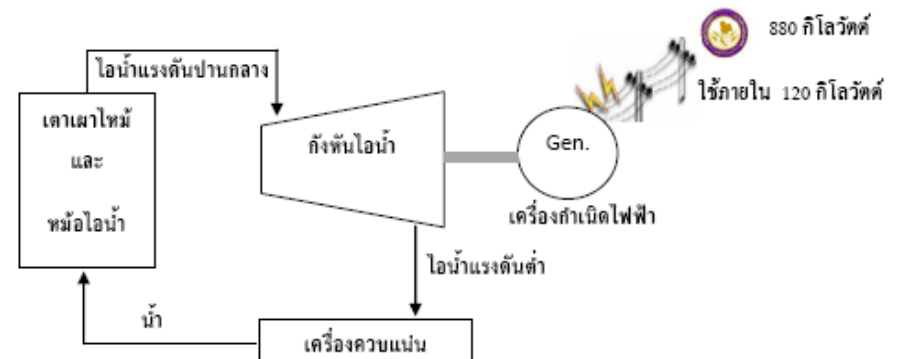 880 กิโลวัตต์
ไอน้ำแรงดันปานกลาง
ใช้ภายใน 120 กิโลวัตต์
เตาเผาไหม้
และ
หม้อไอน้ำ
กังหันไอน้ำ
Gen.
เครื่องกำเนิดไฟฟ้า
ไอน้ำแรงดันต่ำ
น้ำ
เครื่องควบแน่น